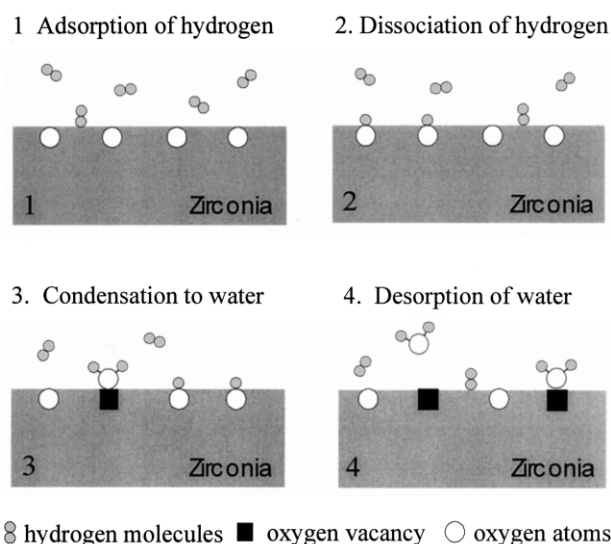 1 Adsorption of hydrogen
2. Dissociation of hydrogen
1 Zirconia
2 Zirconia
3. Condensation to water
4. Desorption of water
3 Zirconia
4 Zirconia
hydrogen molecules oxygen vacancy oxygen atoms